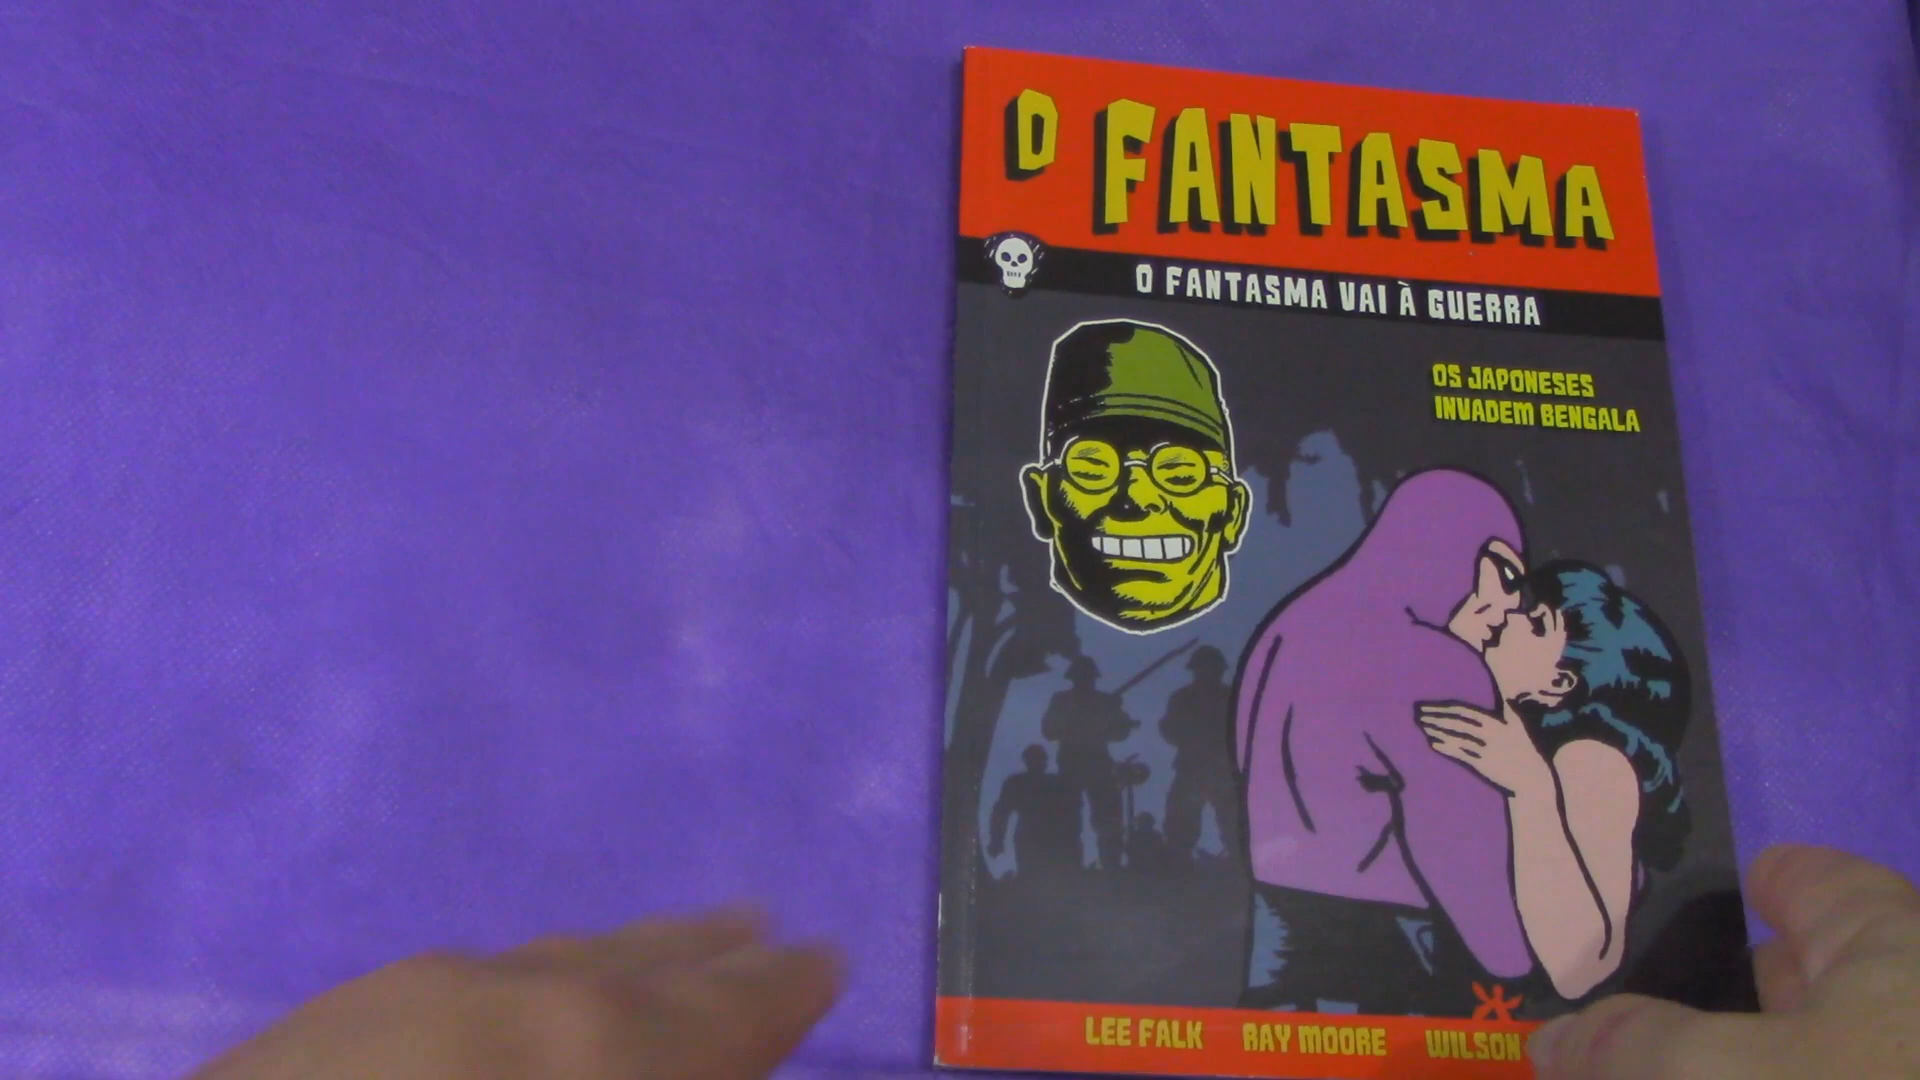 O FANTASMA
O FANTASMA VAI À GUERRA
OS JAPONESES
INVADEM BENGALA
LEE FALK RAY MOORE WILSON